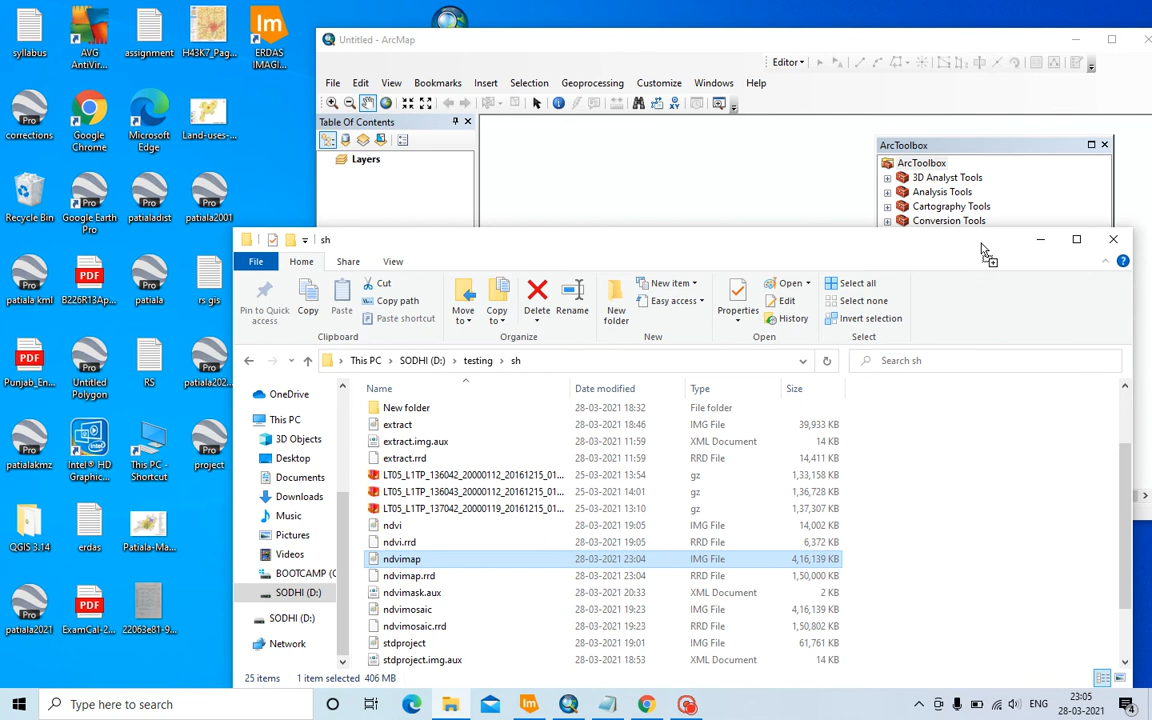 syllabus
AVG
AntiVir...
assignment
H43K7_Pag...
ERDAS
IMAGI...
corrections
Google
Chrome
Microsoft
Edge
Land-uses-...
Recycle Bin
Google Earth
Pro
patialadist
patiala2001
patiala kml
B226R13Ap...
patiala
rs gis
Punjab_En...
Untitled
Polygon
RS
patiala202...
patialakmz
Intel® HD
Graphic...
This PC -
Shortcut
project
QGIS 3.14
erdas
Patiala-Ma...
patiala2021
ExamCal-2...
22063e81-9...
Untitled - ArcMap
Editor
File Edit View Bookmarks Insert Selection Geoprocessing Customize Windows Help
Table Of Contents
Layers
ArcToolbox
ArcToolbox
3D Analyst Tools
Analysis Tools
Cartography Tools
Conversion Tools
sh
File Home Share View
Pin to Quick
access
Copy
Paste
Cut
Copy path
Paste shortcut
Clipboard
Move
to
Copy
to
Delete
Rename
Organize
New
folder
New item
Easy access
New
Properties
Open
Edit
History
Open
Select all
Select none
Invert selection
Select
This PC > SODHI (D:) > testing > sh
Search sh
OneDrive
This PC
3D Objects
Desktop
Documents
Downloads
Music
Pictures
Videos
BOOTCAMP (C
SODHI (D:)
SODHI (D:)
Network
Name Date modified Type Size
New folder 28-03-2021 18:32 File folder
extract 28-03-2021 18:46 IMG File 39,933 KB
extract.img.aux 28-03-2021 11:59 XML Document 14 KB
extract.rrd 28-03-2021 11:59 RRD File 14,411 KB
LT05_L1TP_136042_20000112_20161215_01... 25-03-2021 13:54 gz 1,33,158 KB
LT05_L1TP_136043_20000112_20161215_01... 25-03-2021 14:01 gz 1,36,728 KB
LT05_L1TP_137042_20000119_20161215_01... 25-03-2021 13:10 gz 1,37,307 KB
ndvi 28-03-2021 19:05 IMG File 14,002 KB
ndvi.rrd 28-03-2021 19:05 RRD File 6,372 KB
ndvimap 28-03-2021 23:04 IMG File 4,16,139 KB
ndvimap.rrd 28-03-2021 23:04 RRD File 1,50,000 KB
ndvimask.aux 28-03-2021 20:33 XML Document 2 KB
ndvimosaic 28-03-2021 19:23 IMG File 4,16,139 KB
ndvimosaic.rrd 28-03-2021 19:23 RRD File 1,50,802 KB
stdproject 28-03-2021 19:01 IMG File 61,761 KB
stdproject.img.aux 28-03-2021 18:53 XML Document 14 KB
25 items 1 item selected 406 MB
Type here to search
ENG
23:05
28-03-2021
4